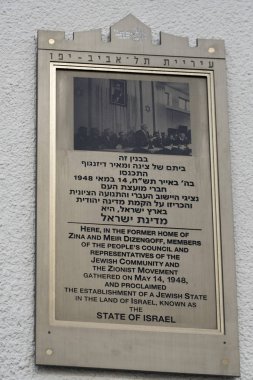 עיריית תל־אביב-יפו
בבנין זה
ביתם של צינה ומאיר דיזנגוף
התכנסו
בה׳ באייר תש״ח, 14 במאי 1948
חברי מועצת העם
נציגי היישוב העברי והתנועה הציונית
והכריזו על הקמת מדינה יהודית
בארץ ישראל, היא
מדינת ישראל
HERE, IN THE FORMER HOME OF
ZINA AND MEIR DIZENGOFF, MEMBERS
OF THE PEOPLE'S COUNCIL AND
REPRESENTATIVES OF THE
JEWISH COMMUNITY AND
THE ZIONIST MOVEMENT
GATHERED ON MAY 14, 1948,
AND PROCLAIMED
THE ESTABLISHMENT OF A JEWISH STATE
IN THE LAND OF ISRAEL, KNOWN AS
THE
STATE OF ISRAEL